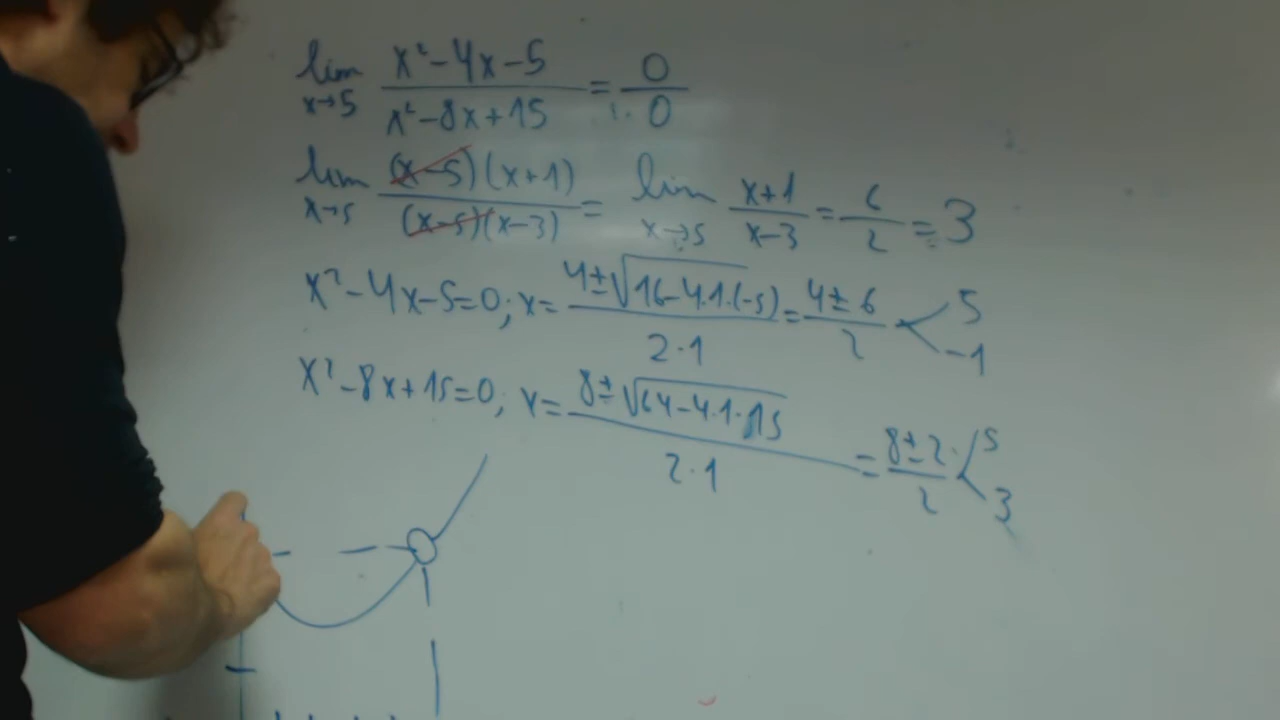 lim x→5 (x²-4x-5)/(x²-8x+15) = 0/0
lim x→5 ((x-5)(x+1))/((x-5)(x-3)) = lim x→5 (x+1)/(x-3) = 6/2 = 3
x²-4x-5=0; x= (4±√16-4.1.(-5))/(2·1) = (4±6)/2 < 5 -1
x²-8x+15=0; x= (8±√64-4.1.15)/(2·1) = (8±2)/2 < 5 3